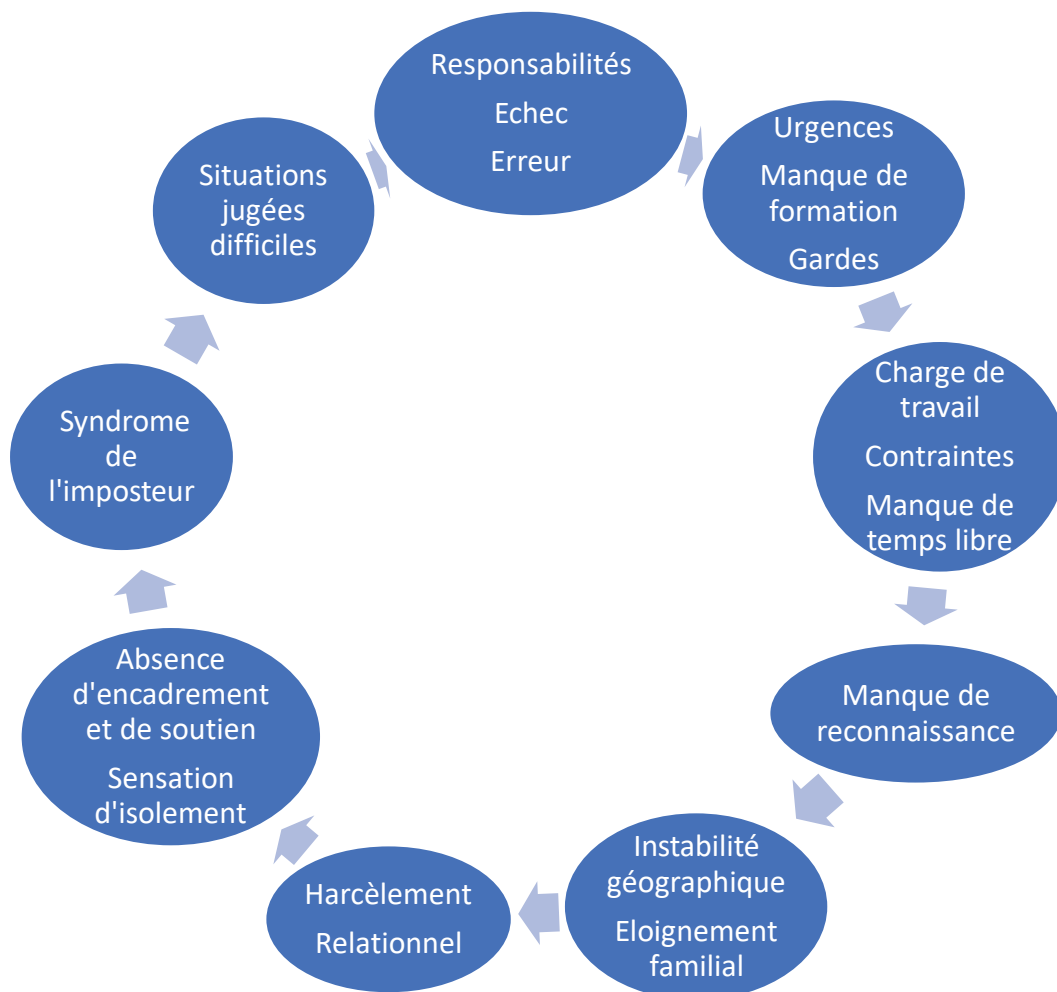 Responsabilités
Echec
Erreur
Urgences
Manque de
formation
Gardes
Charge de
travail
Contraintes
Manque de
temps libre
Manque de
reconnaissance
Instabilité
géographique
Eloignement
familial
Harcèlement
Relationnel
Absence
d'encadrement
et de soutien
Sensation
d'isolement
Syndrome
de
l'imposteur
Situations
jugées
difficiles